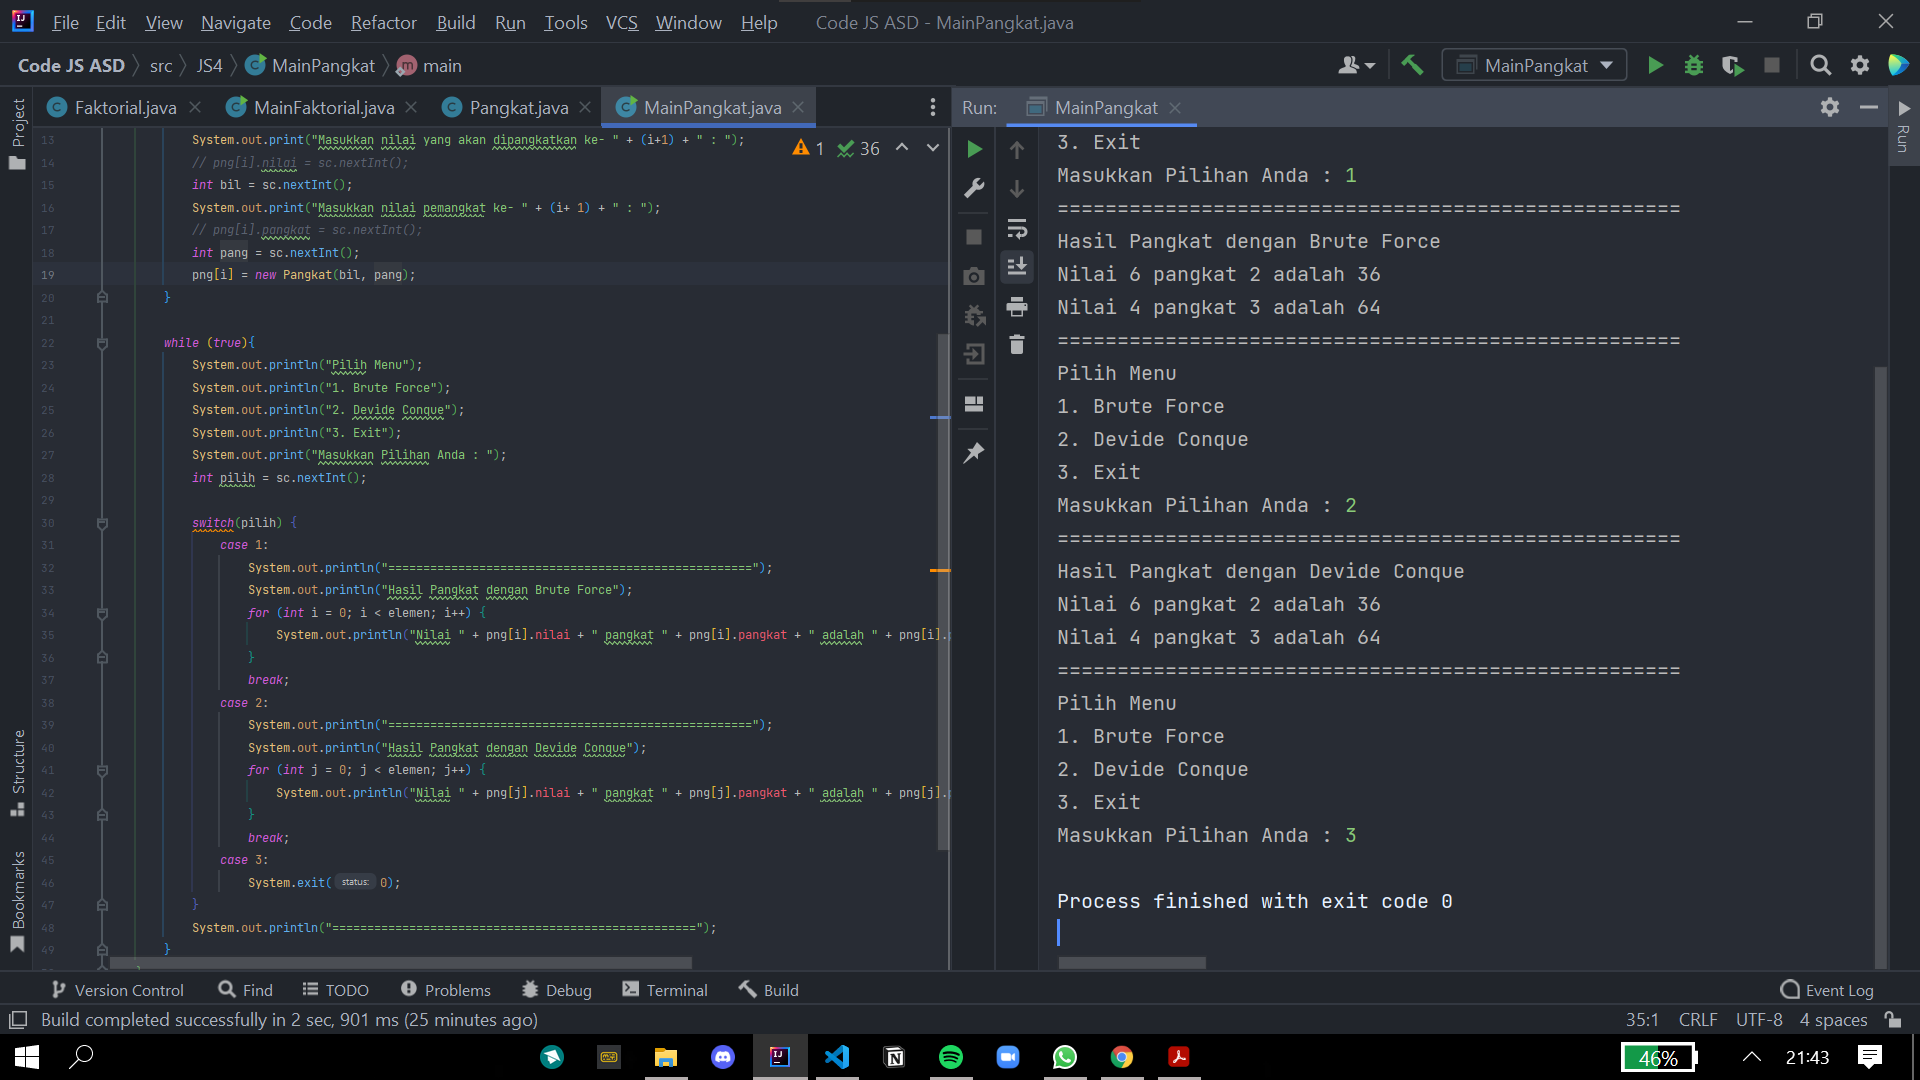 File Edit View Navigate Code Refactor Build Run Tools VCS Window Help Code JS ASD - MainPangkat.java
Code JS ASD src JS4 MainPangkat main MainPangkat
Project
Faktorial.java MainFaktorial.java Pangkat.java MainPangkat.java
1 36
13 System.out.print("Masukkan nilai yang akan dipangkatkan ke- " + (i+1) + " : ");
14 // png[i].nilai = sc.nextInt();
15 int bil = sc.nextInt();
16 System.out.print("Masukkan nilai pemangkat ke- " + (i+ 1) + " : ");
17 // png[i].pangkat = sc.nextInt();
18 int pang = sc.nextInt();
19 png[i] = new Pangkat(bil, pang);
20 }
21
22 while (true){
23 System.out.println("Pilih Menu");
24 System.out.println("1. Brute Force");
25 System.out.println("2. Devide Conque");
26 System.out.println("3. Exit");
27 System.out.print("Masukkan Pilihan Anda : ");
28 int pilih = sc.nextInt();
29
30 switch(pilih) {
31 case 1:
32 System.out.println("====================================================");
33 System.out.println("Hasil Pangkat dengan Brute Force");
34 for (int i = 0; i < elemen; i++) {
35 System.out.println("Nilai " + png[i].nilai + " pangkat " + png[i].pangkat + " adalah " + png[i].
36 }
37 break;
38 case 2:
39 System.out.println("====================================================");
40 System.out.println("Hasil Pangkat dengan Devide Conque");
41 for (int j = 0; j < elemen; j++) {
42 System.out.println("Nilai " + png[j].nilai + " pangkat " + png[j].pangkat + " adalah " + png[j].
43 }
44 break;
45 case 3:
46 System.exit( status: 0);
47 }
48 System.out.println("====================================================");
49 }
Structure
Bookmarks
Run: MainPangkat
Run
3. Exit
Masukkan Pilihan Anda : 1
====================================================
Hasil Pangkat dengan Brute Force
Nilai 6 pangkat 2 adalah 36
Nilai 4 pangkat 3 adalah 64
====================================================
Pilih Menu
1. Brute Force
2. Devide Conque
3. Exit
Masukkan Pilihan Anda : 2
====================================================
Hasil Pangkat dengan Devide Conque
Nilai 6 pangkat 2 adalah 36
Nilai 4 pangkat 3 adalah 64
====================================================
Pilih Menu
1. Brute Force
2. Devide Conque
3. Exit
Masukkan Pilihan Anda : 3
Process finished with exit code 0
Version Control Find TODO Problems Debug Terminal Build Event Log
Build completed successfully in 2 sec, 901 ms (25 minutes ago) 35:1 CRLF UTF-8 4 spaces
46% 21:43